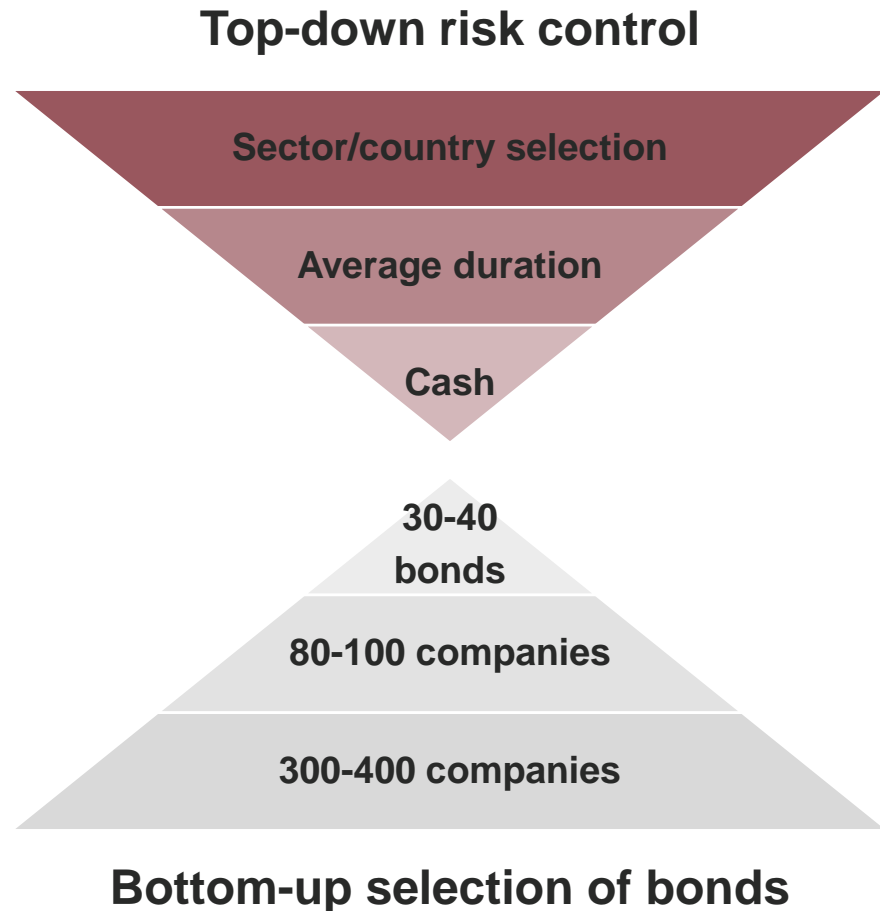 Top-down risk control
Sector/country selection
Average duration
Cash
30-40
bonds
80-100 companies
300-400 companies
Bottom-up selection of bonds